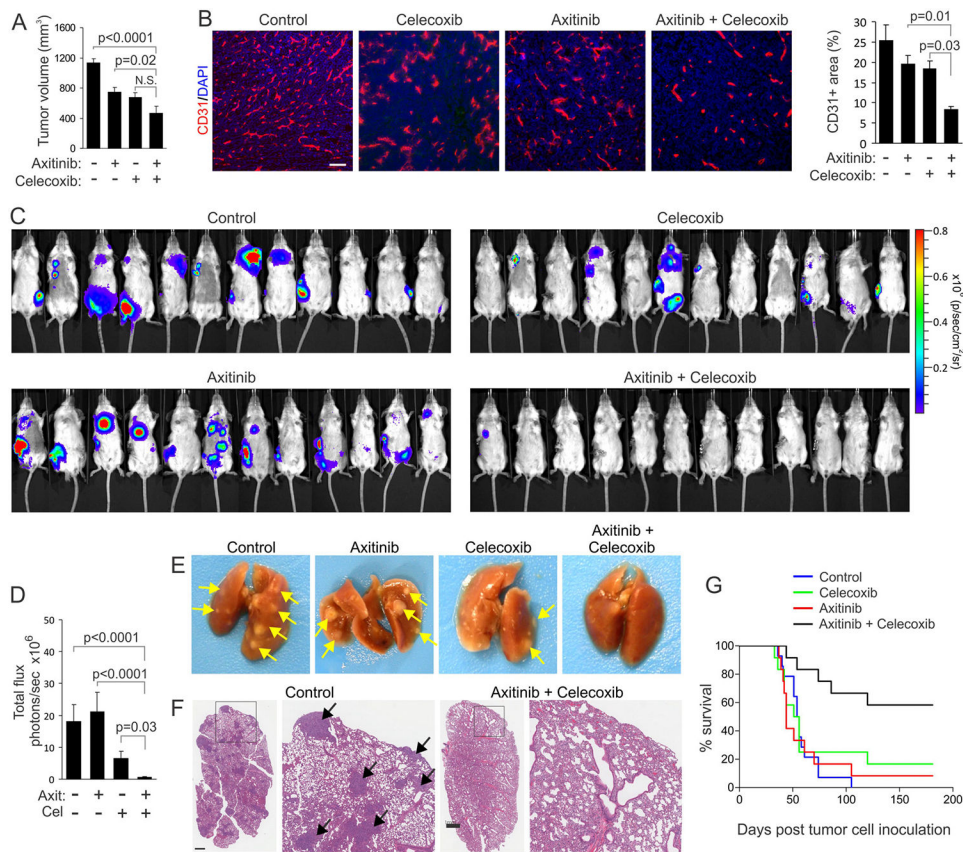 A
Tumor volume (mm³)
1600
1200
800
400
0
p<0.0001
p=0.02
N.S.
Axitinib: - + - +
Celecoxib: - - + +
B
Control
Celecoxib
Axitinib
Axitinib + Celecoxib
CD31/DAPI
CD31+ area (%)
35
30
25
20
15
10
5
0
p=0.01
p=0.03
Axitinib: - + - +
Celecoxib: - - + +
C
Control
Celecoxib
Axitinib
Axitinib + Celecoxib
0.8
0.6
0.4
0.2
(p/sec/cm²/sr)
D
Total flux
photons/sec x10⁶
50
40
30
20
10
0
p<0.0001
p<0.0001
p=0.03
Axit: - + - +
Cel - - + +
E
Control
Axitinib
Celecoxib
Axitinib +
Celecoxib
F
Control
Axitinib + Celecoxib
G
Control
Celecoxib
Axitinib
Axitinib + Celecoxib
% survival
100
80
60
40
20
0
0 50 100 150 200
Days post tumor cell inoculation